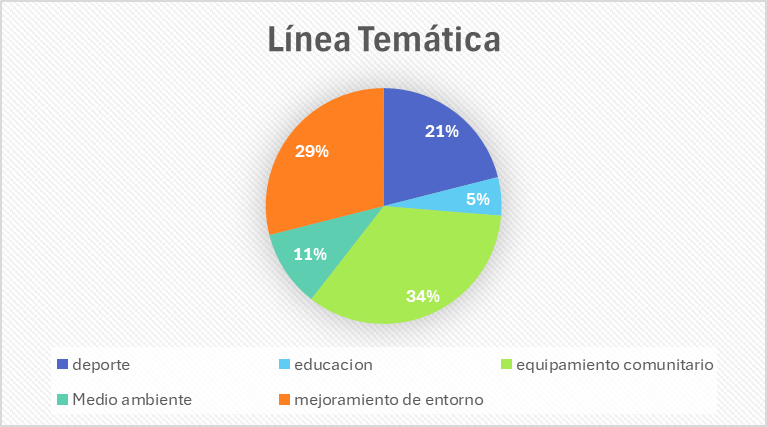 Línea Temática
21%
29%
5%
11%
34%
deporte
educacion
equipamiento comunitario
Medio ambiente
mejoramiento de entorno